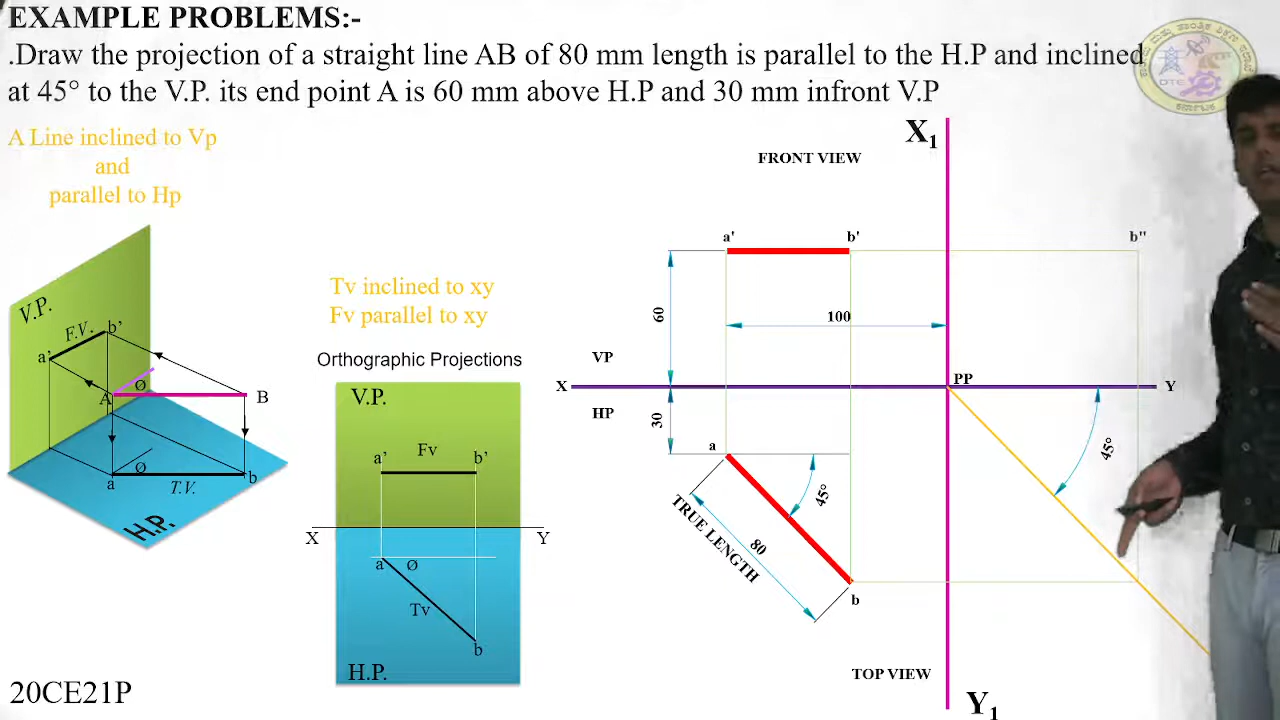 EXAMPLE PROBLEMS:-
.Draw the projection of a straight line AB of 80 mm length is parallel to the H.P and inclined
at 45° to the V.P. its end point A is 60 mm above H.P and 30 mm infront V.P
DTE
A Line inclined to Vp
and
parallel to Hp
V.P.
F.V.
a'
b'
Ø
A
B
Ø
a
T.V.
b
H.P.
Tv inclined to xy
Fv parallel to xy
Orthographic Projections
V.P.
a'
Fv
b'
X
Y
a
Ø
Tv
b
H.P.
X1
FRONT VIEW
a'
b'
b"
60
100
VP
X
PP
Y
HP
30
a
45°
45°
TRUE LENGTH
80
b
TOP VIEW
Y1
20CE21P